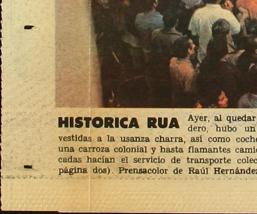 HISTORICA RUA Ayer, al quedar
dero, hubo un
vestidas a la usanza charra, así como coche
una carroza colonial y hasta flamantes camio
cadas hacían el servicio de transporte colec
página dos). Prensacolor de Raúl Hernánde